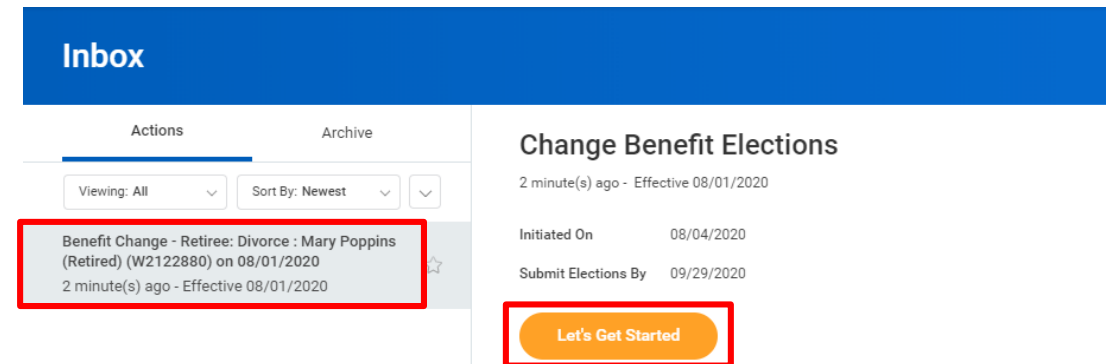 Inbox
Actions
Archive
Viewing: All
Sort By: Newest
Benefit Change - Retiree: Divorce : Mary Poppins
(Retired) (W2122880) on 08/01/2020
2 minute(s) ago - Effective 08/01/2020
Change Benefit Elections
2 minute(s) ago - Effective 08/01/2020
Initiated On 08/04/2020
Submit Elections By 09/29/2020
Let's Get Started